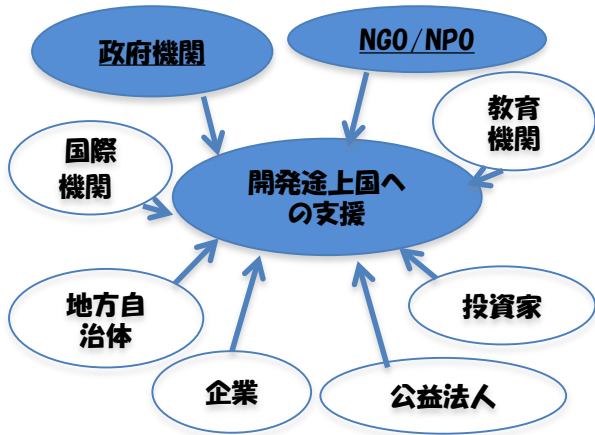 政府機関
NGO/NPO
教育
機関
国際
機関
開発途上国へ
の支援
地方自
治体
投資家
企業
公益法人